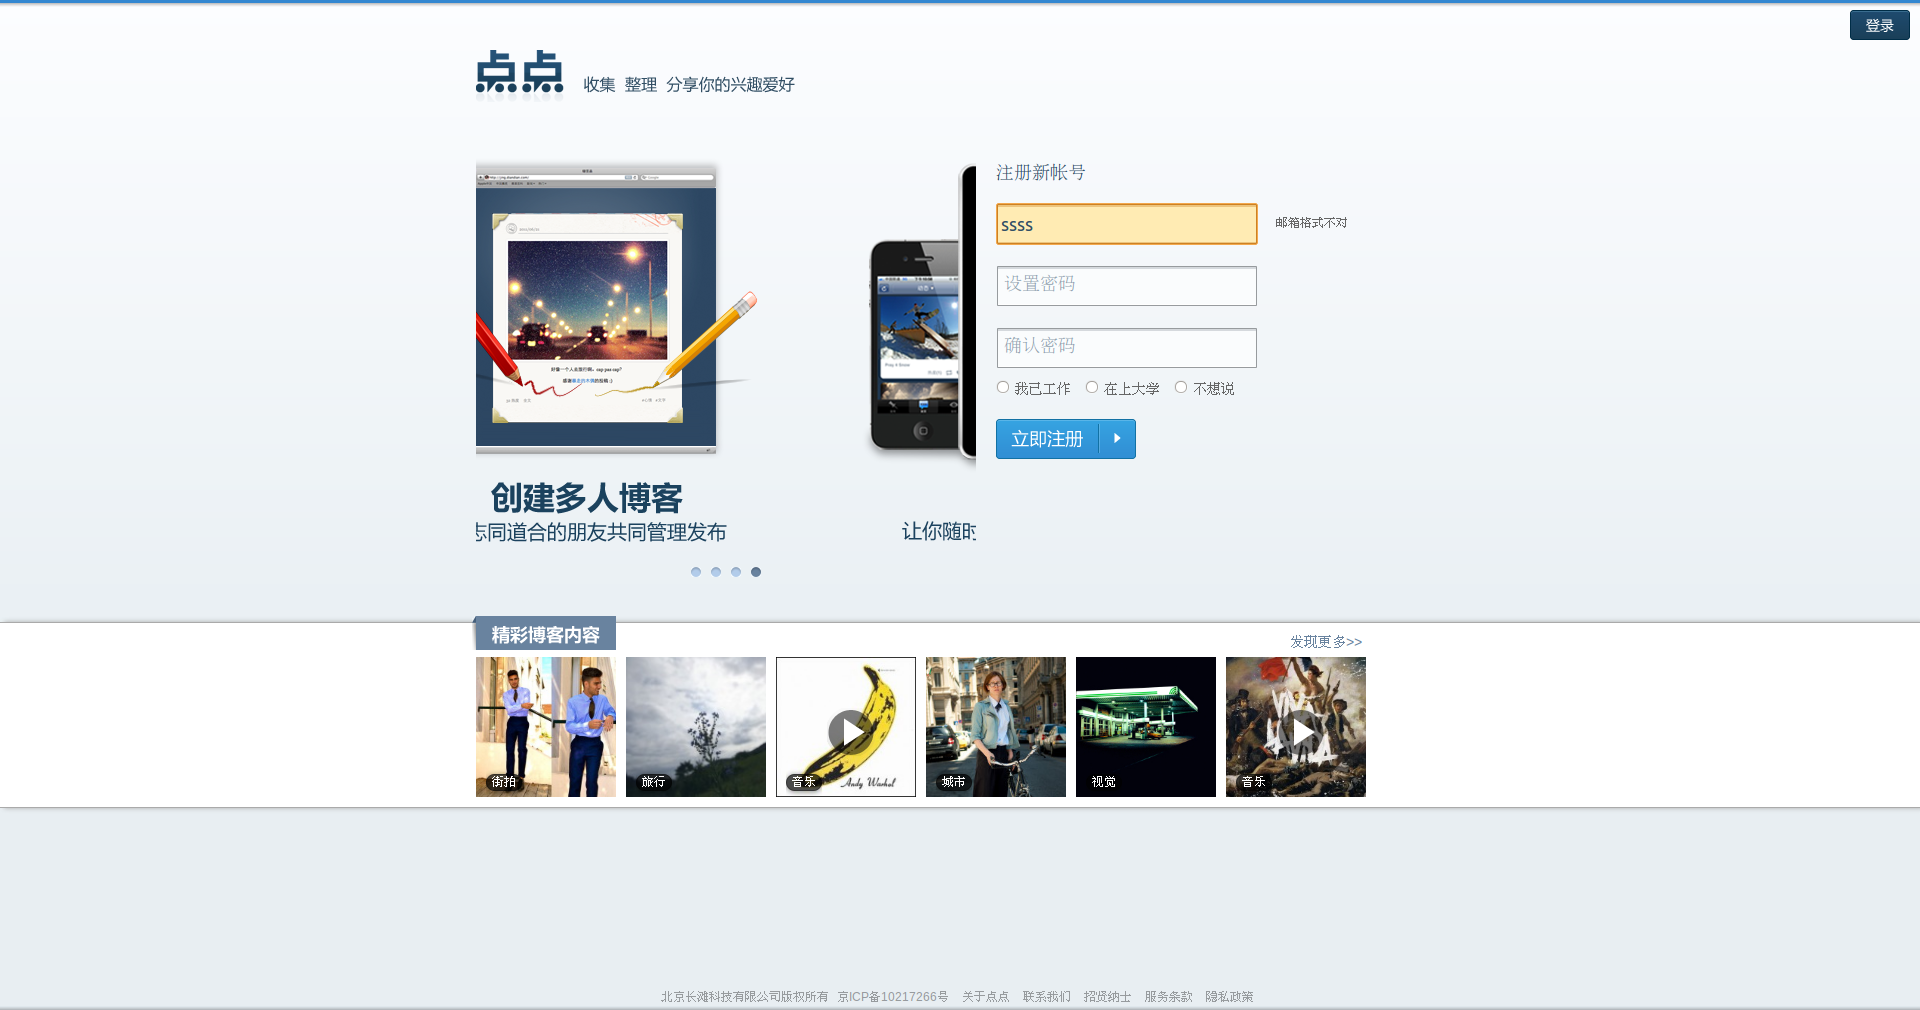 登录
点点
收集 整理 分享你的兴趣爱好
注册新帐号
ssss
邮箱格式不对
设置密码
确认密码
我已工作 在上大学 不想说
立即注册
创建多人博客
志同道合的朋友共同管理发布
让你随时
精彩博客内容
发现更多>>
街拍
旅行
音乐
Andy Warhol
城市
视觉
音乐
北京长滩科技有限公司版权所有 京ICP备10217266号 关于点点 联系我们 招贤纳士 服务条款 隐私政策